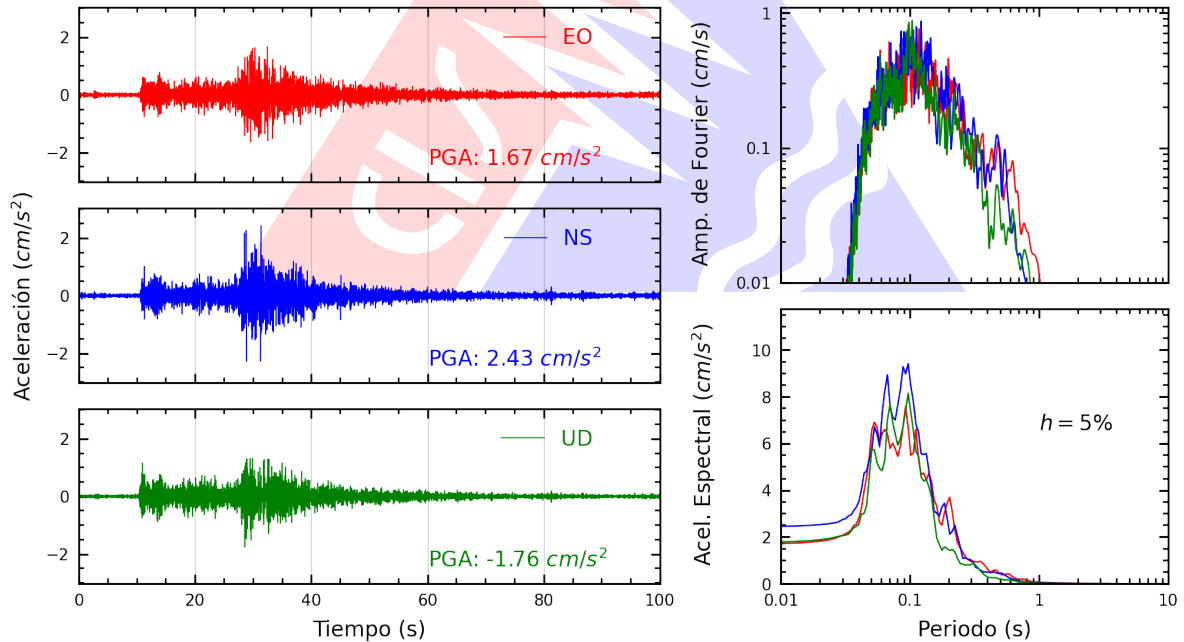 Aceleración (cm/s²)
2
0
−2
EO
PGA: 1.67 cm/s²
2
0
−2
NS
PGA: 2.43 cm/s²
2
0
−2
UD
PGA: -1.76 cm/s²
0 20 40 60 80 100
Tiempo (s)
Amp. de Fourier (cm/s)
1
0.1
0.01
Acel. Espectral (cm/s²)
10
8
6
4
2
0
h = 5%
0.01 0.1 1 10
Periodo (s)